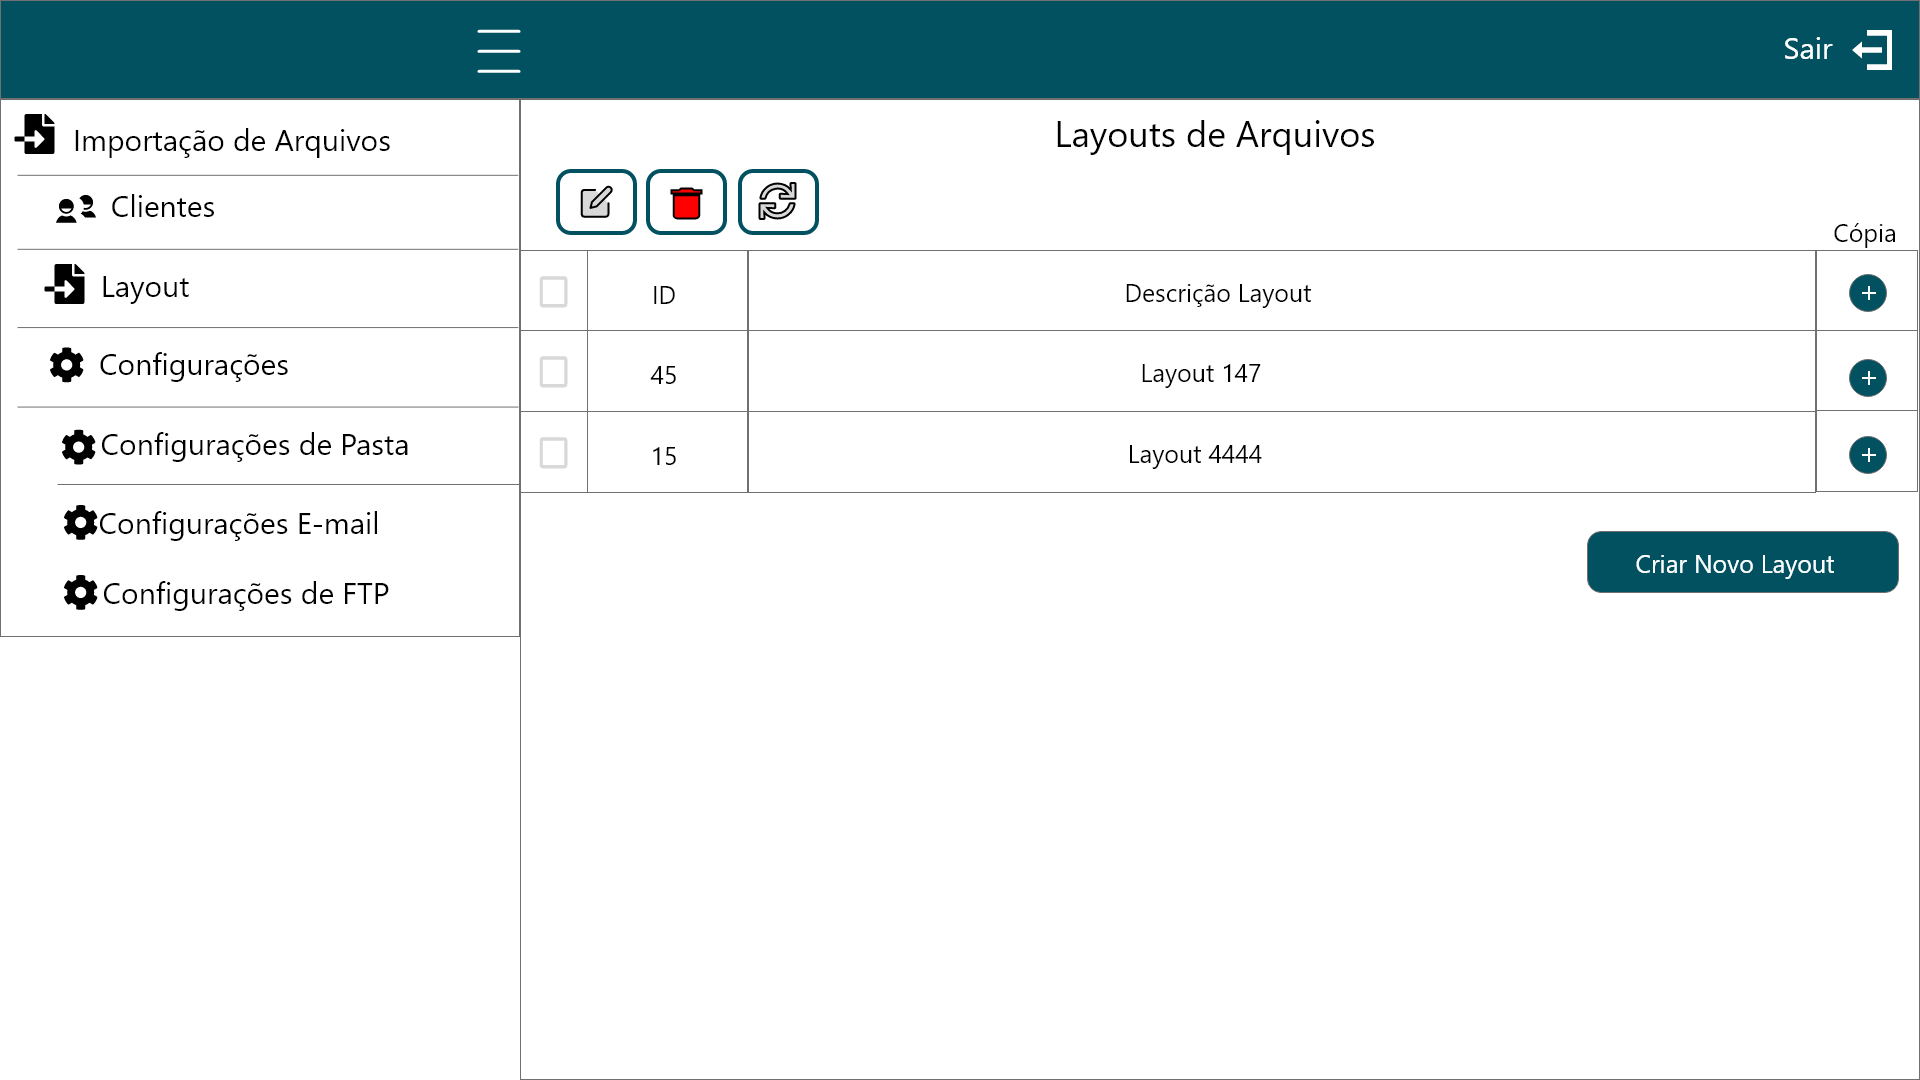 Sair
Importação de Arquivos
Clientes
Layout
Configurações
Configurações de Pasta
Configurações E-mail
Configurações de FTP
Layouts de Arquivos
Cópia
ID
Descrição Layout
45
Layout 147
15
Layout 4444
Criar Novo Layout